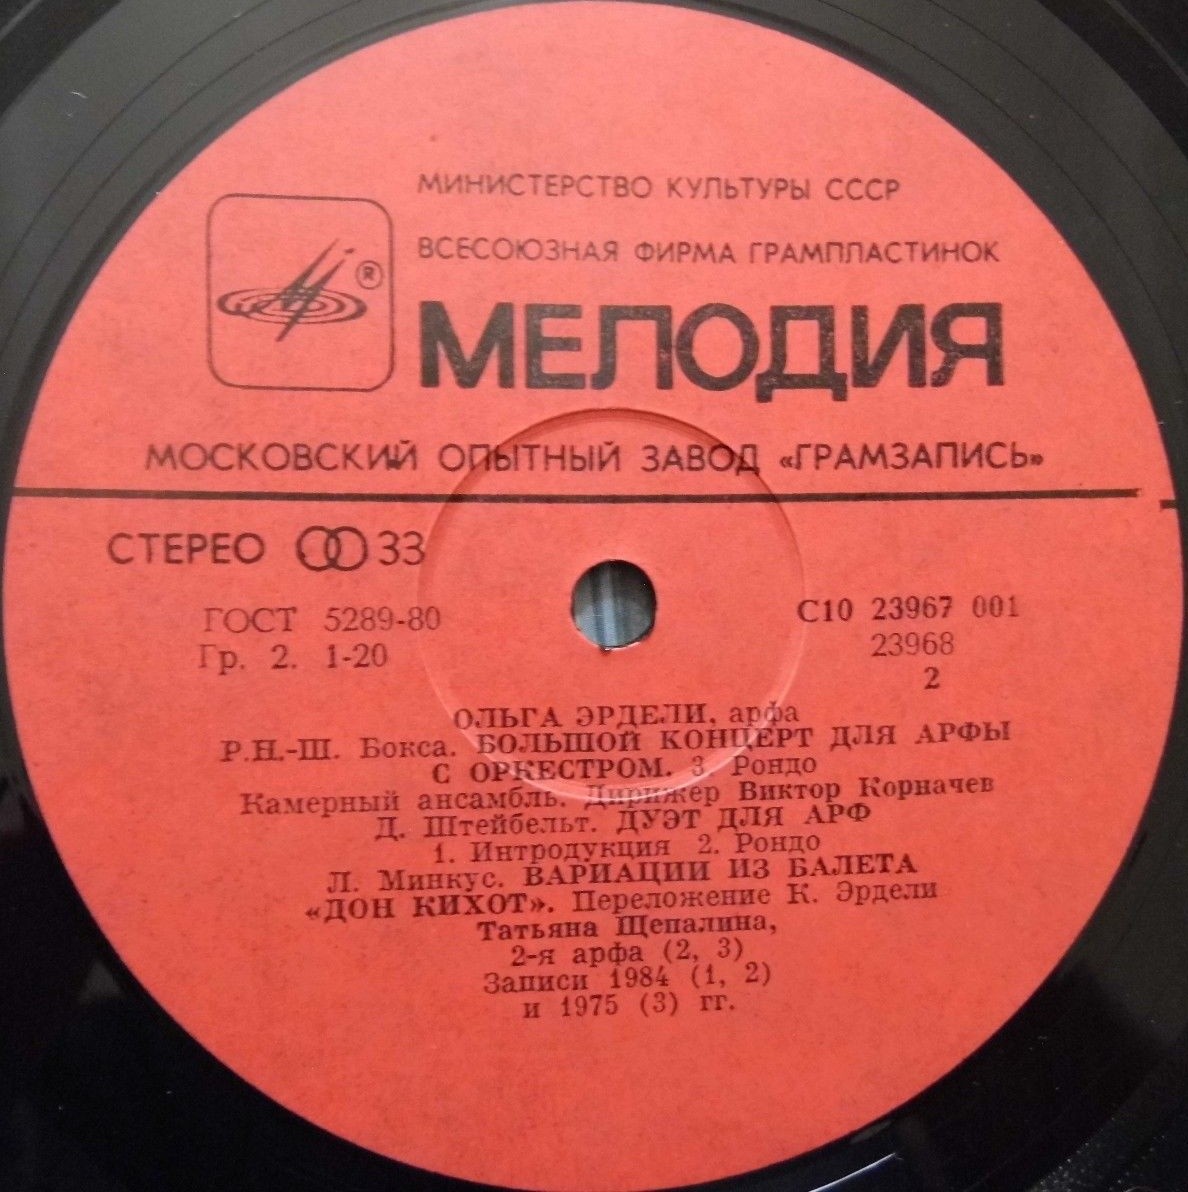 МИНИСТЕРСТВО КУЛЬТУРЫ СССР
ВСЕСОЮЗНАЯ ФИРМА ГРАМПЛАСТИНОК
®
МЕЛОДИЯ
МОСКОВСКИЙ ОПЫТНЫЙ ЗАВОД «ГРАМЗАПИСЬ»
СТЕРЕО 33
ГОСТ 5289-80
Гр. 2. 1-20
С10 23967 001
23968
2
ОЛЬГА ЭРДЕЛИ, арфа
Р.Н.-Ш. Бокса. БОЛЬШОЙ КОНЦЕРТ ДЛЯ АРФЫ
С ОРКЕСТРОМ. 3. Рондо
Камерный ансамбль. Дирижер Виктор Корначев
Д. Штейбельт. ДУЭТ ДЛЯ АРФ
1. Интродукция 2. Рондо
Л. Минкус. ВАРИАЦИИ ИЗ БАЛЕТА
«ДОН КИХОТ». Переложение К. Эрдели
Татьяна Щепалина,
2-я арфа (2, 3)
Записи 1984 (1, 2)
и 1975 (3) гг.